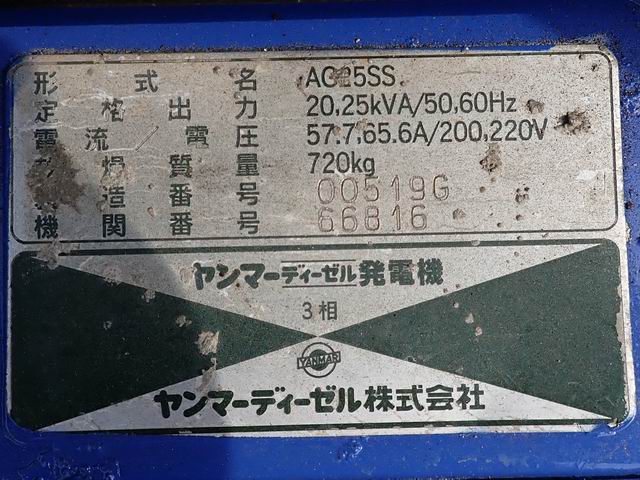 形式名 AG25SS
定格出力 20,25kVA/50,60Hz
電流/電圧 57.7,65.6A/200,220V
質量 720kg
製造番号 00519G
機関番号 66816
ヤンマーディーゼル発電機
3相
YANMAR
ヤンマーディーゼル株式会社